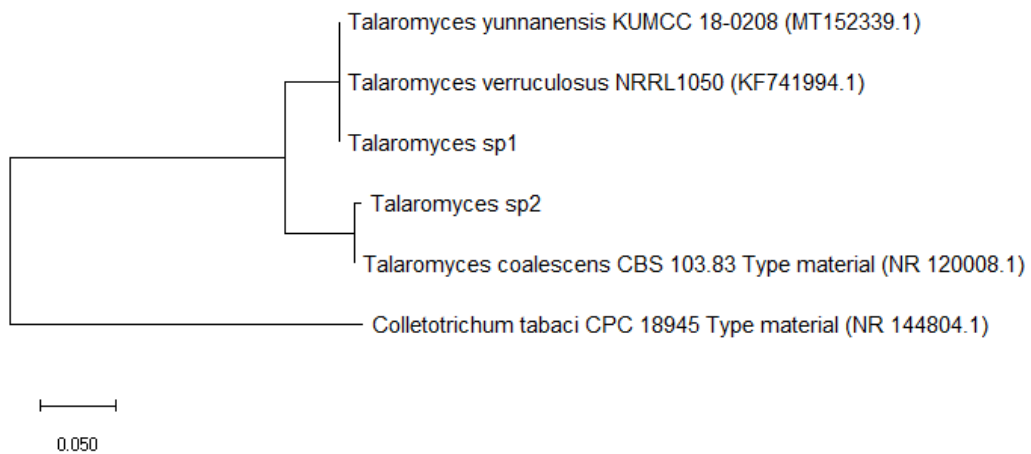 Talaromyces yunnanensis KUMCC 18-0208 (MT152339.1)
Talaromyces verruculosus NRRL1050 (KF741994.1)
Talaromyces sp1
Talaromyces sp2
Talaromyces coalescens CBS 103.83 Type material (NR 120008.1)
Colletotrichum tabaci CPC 18945 Type material (NR 144804.1)
0.050